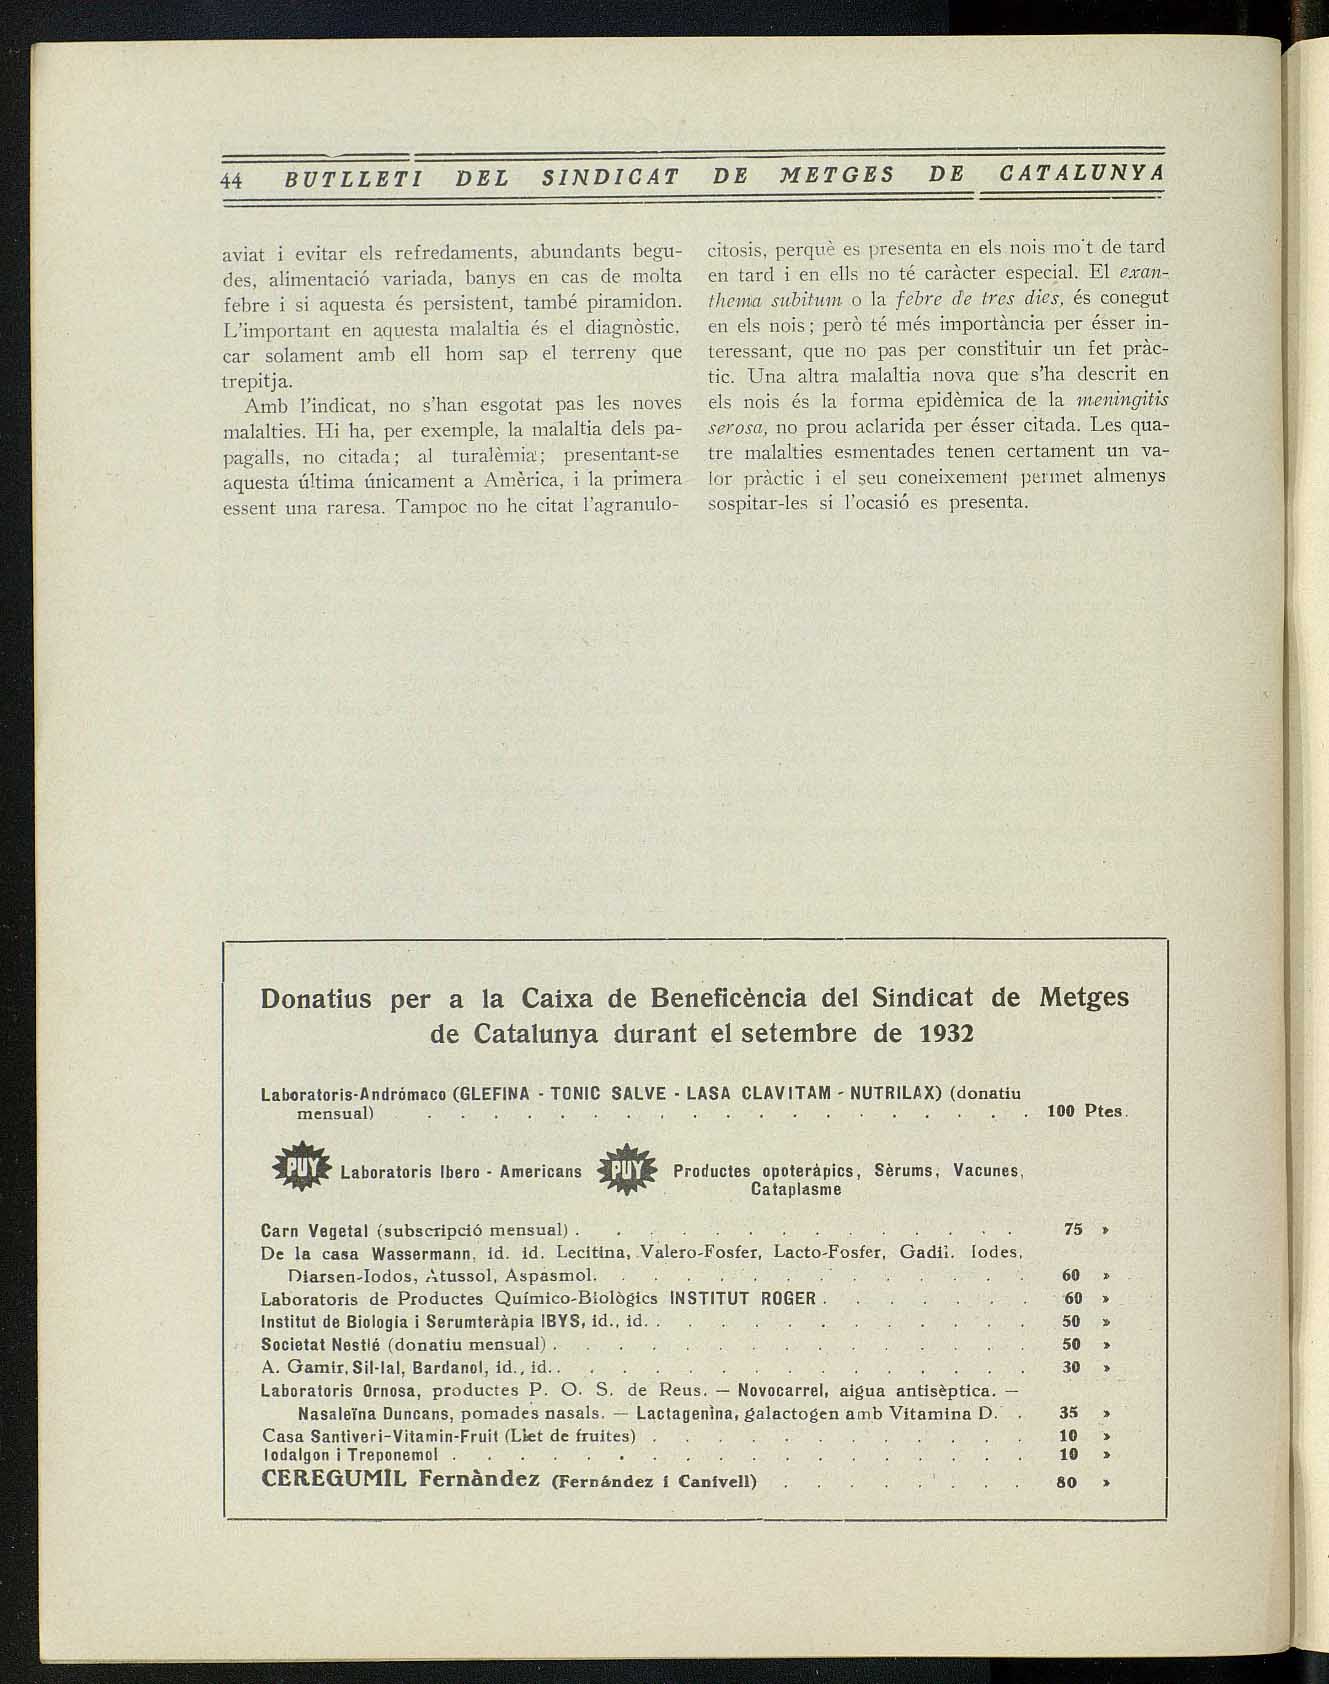 44 BUTLLETI DEL SINDICAT DE METGES DE CATALUNYA
aviat i evitar els refredaments, abundants begu-
des, alimentació variada, banys en cas de molta
febre i si aquesta és persistent, també piramidon.
L'important en aquesta malaltia és el diagnòstic,
car solament amb ell hom sap el terreny que
trepitja.
Amb l'indicat, no s'han esgotat pas les noves
malalties. Hi ha, per exemple, la malaltia dels pa-
pagalls, no citada; al turalèmia; presentant-se
aquesta última únicament a Amèrica, i la primera
essent una raresa. Tampoc no he citat l'agranulo-
citosis, perquè es presenta en els nois mo't de tard
en tard i en ells no té caràcter especial. El exan-
thema subitum o la febre de tres dies, és conegut
en els nois; però té més importància per ésser in-
teressant, que no pas per constituir un fet pràc-
tic. Una altra malaltia nova que s'ha descrit en
els nois és la forma epidèmica de la meningitis
serosa, no prou aclarida per ésser citada. Les qua-
tre malalties esmentades tenen certament un va-
lor pràctic i el seu coneixement permet almenys
sospitar-les si l'ocasió es presenta.
Donatius per a la Caixa de Beneficència del Sindicat de Metges
de Catalunya durant el setembre de 1932
Laboratoris-Andrómaco (GLEFINA - TONIC SALVE - LASA CLAVITAM - NUTRILAX) (donatiu
mensual) . . . . . . . . . . . . . . . . . . . 100 Ptes.
PUY Laboratoris Ibero - Americans PUY Productes opoteràpics, Sèrums, Vacunes,
Cataplasme
Carn Vegetal (subscripció mensual) . . . . . . . . . . . . . . 75 »
De la casa Wassermann, id. id. Lecitina, Valero-Fosfer, Lacto-Fosfer, Gadil. Iodes,
Diarsen-Iodos, Atussol, Aspasmol. . . . . . . . . . . . . . 60 »
Laboratoris de Productes Químico-Biològics INSTITUT ROGER . . . . . . . 60 »
Institut de Biologia i Serumteràpia IBYS, id., id. . . . . . . . . . . . . 50 »
Societat Nestlé (donatiu mensual) . . . . . . . . . . . . . . . 50 »
A. Gamir, Sil-lal, Bardanol, id., id. . . . . . . . . . . . . . . . 30 »
Laboratoris Ornosa, productes P. O. S. de Reus. — Novocarrel, aigua antisèptica. —
Nasaleïna Duncans, pomades nasals. — Lactagenina, galactogen amb Vitamina D. . 35 »
Casa Santiveri-Vitamin-Fruit (Llet de fruites) . . . . . . . . . . . . 10 »
Iodalgon i Treponemol . . . . . . . . . . . . . . . . . . 10 »
CEREGUMIL Fernàndez (Fernández i Canivell) . . . . . . . . 80 »